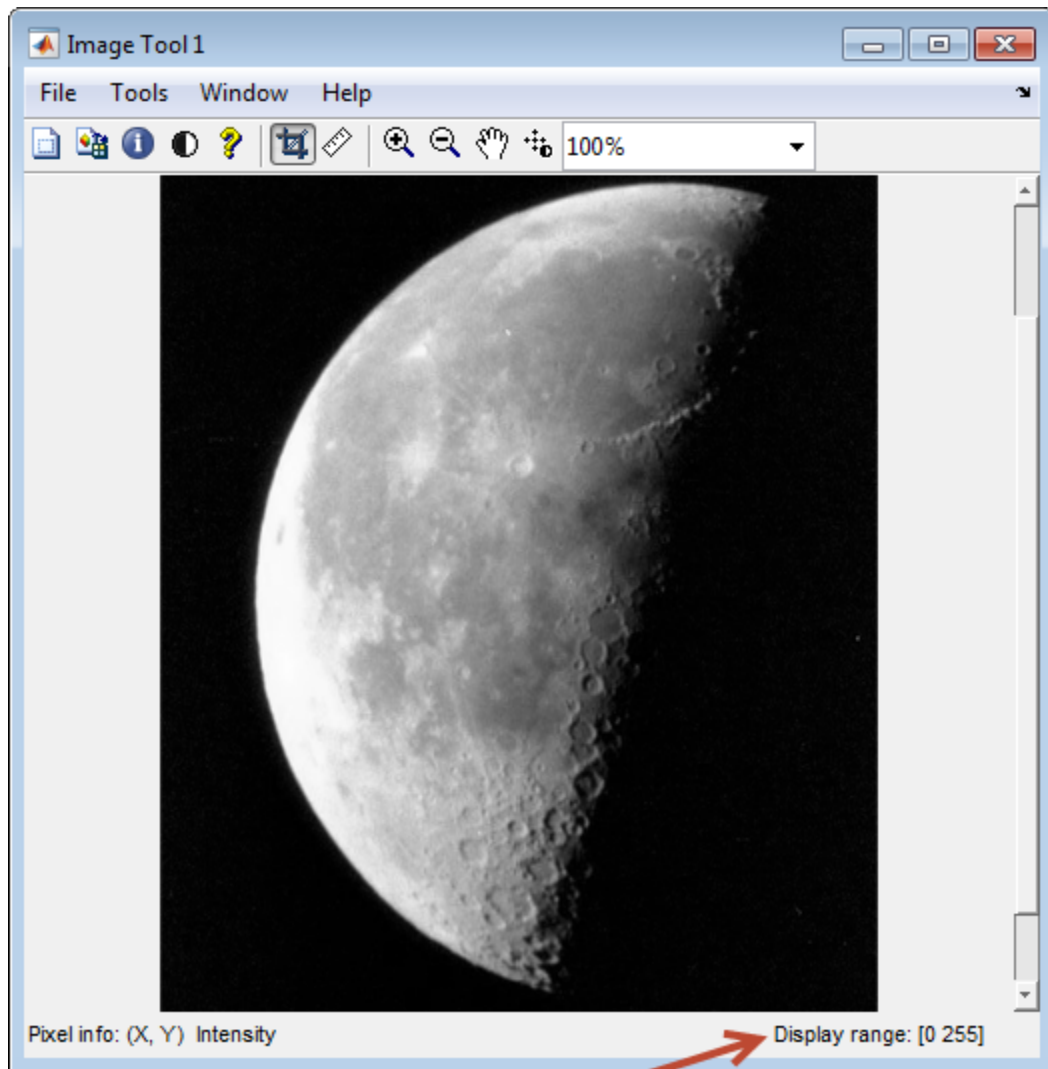 Image Tool 1
File Tools Window Help
100%
Pixel info: (X, Y) Intensity
Display range: [0 255]